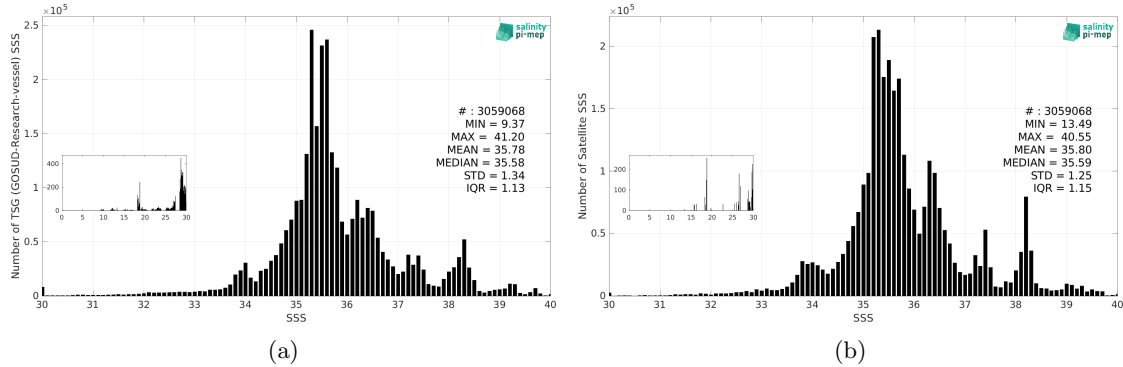 ×10^5
2.5
2
1.5
1
0.5
0
Number of TSG (GOSUD-Research-vessel) SSS
salinity
pi-mep
# : 3059068
MIN = 9.37
MAX = 41.20
MEAN = 35.78
MEDIAN = 35.58
STD = 1.34
IQR = 1.13
400
200
0
0 5 10 15 20 25 30
30 31 32 33 34 35 36 37 38 39 40
SSS
(a)
×10^5
2
1.5
1
0.5
0
Number of Satellite SSS
salinity
pi-mep
# : 3059068
MIN = 13.49
MAX = 40.55
MEAN = 35.80
MEDIAN = 35.59
STD = 1.25
IQR = 1.15
200
100
0
0 5 10 15 20 25 30
30 31 32 33 34 35 36 37 38 39 40
SSS
(b)